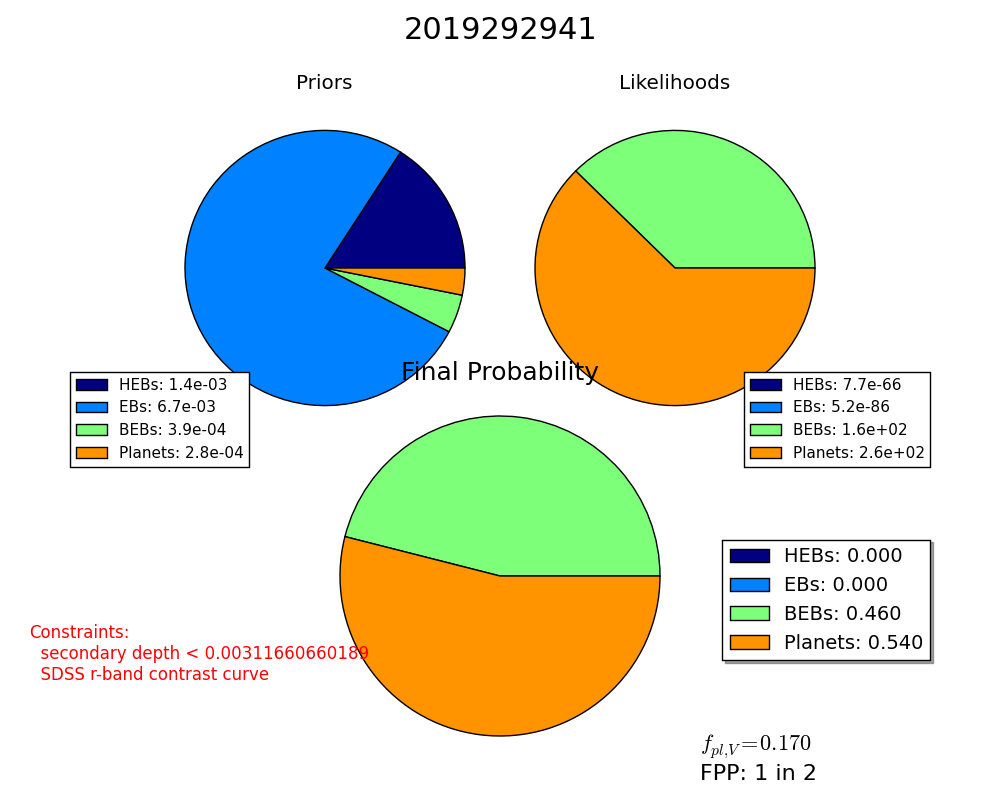 2019292941
Priors
Likelihoods
HEBs: 1.4e-03
EBs: 6.7e-03
BEBs: 3.9e-04
Planets: 2.8e-04
HEBs: 7.7e-66
EBs: 5.2e-86
BEBs: 1.6e+02
Planets: 2.6e+02
Final Probability
HEBs: 0.000
EBs: 0.000
BEBs: 0.460
Planets: 0.540
Constraints:
secondary depth < 0.00311660660189
SDSS r-band contrast curve
f_{pl,V}=0.170
FPP: 1 in 2